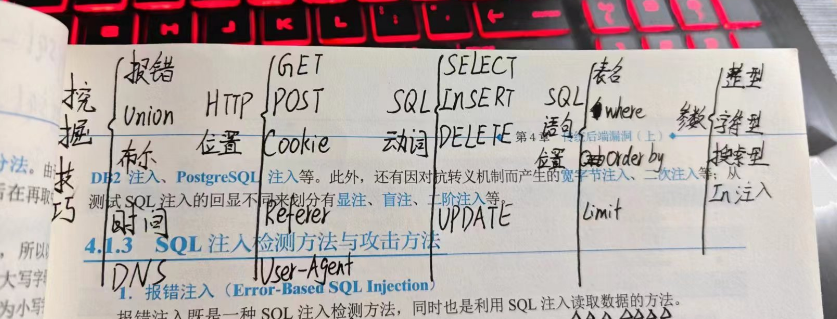 挖掘技巧
报错
Union
布尔
时间
DNS
HTTP位置
GET
POST
Cookie
Referer
User-Agent
SQL动词
SELECT
INSERT
DELETE
UPDATE
SQL语句位置
表名
where
Order by
Limit
参数
整型
字符型
搜索型
In 注入
第 4 章 传统后端漏洞（上）
DB2 注入、PostgreSQL 注入等。此外，还有因对抗转义机制而产生的宽字节注入、二次注入等；从
测试 SQL 注入的回显不同来划分有显注、盲注、二阶注入等。
4.1.3 SQL 注入检测方法与攻击方法
1. 报错注入（Error-Based SQL Injection）
报错注入既是一种 SQL 注入检测方法，同时也是利用 SQL 注入读取数据的方法。
分法。由
后在再取
，所以
大写字
为小写